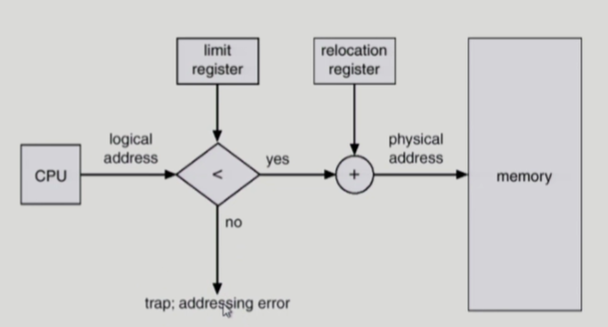 limit
register
relocation
register
logical
address
physical
address
CPU
<
yes
+
memory
no
trap; addressing error